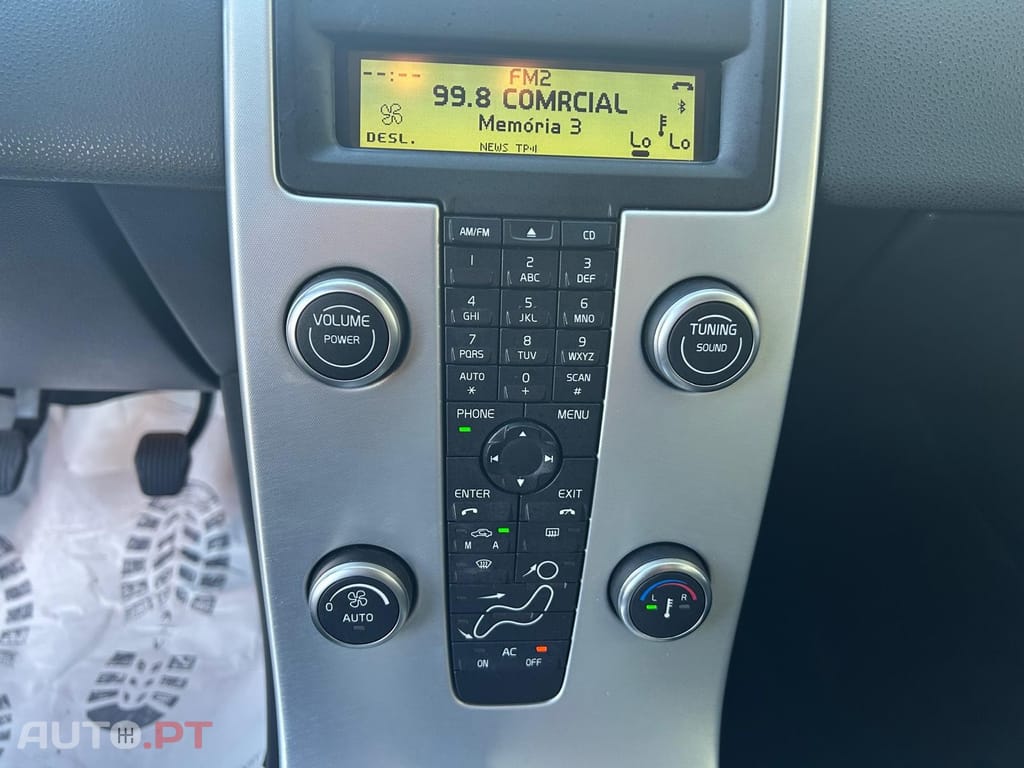 --:--
FM2
99.8 COMRCIAL
Memória 3
DESL.
NEWS TP
Lo Lo
AM/FM
CD
1
2 ABC
3 DEF
4 GHI
5 JKL
6 MNO
7 PQRS
8 TUV
9 WXYZ
AUTO *
0 +
SCAN #
VOLUME
POWER
TUNING
SOUND
PHONE
MENU
ENTER
EXIT
M A
0
AUTO
L R
AC
ON OFF
AUTO.PT